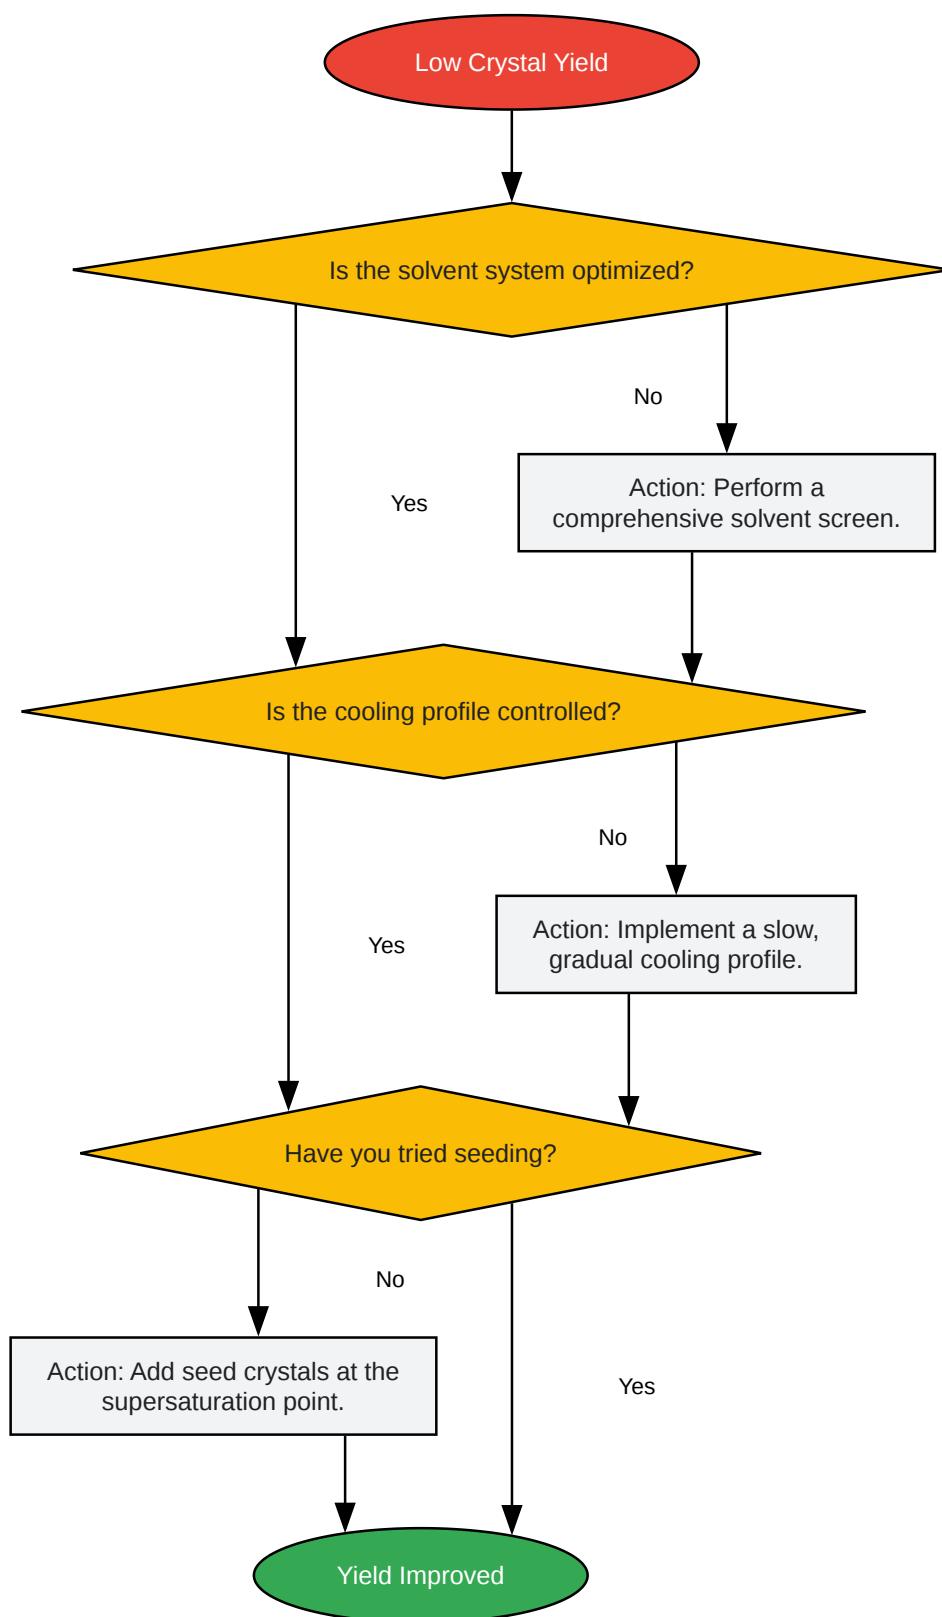 Low Crystal Yield
Is the solvent system optimized?
No
Yes
Action: Perform a
comprehensive solvent screen.
Is the cooling profile controlled?
No
Yes
Action: Implement a slow,
gradual cooling profile.
Have you tried seeding?
No
Yes
Action: Add seed crystals at the
supersaturation point.
Yield Improved